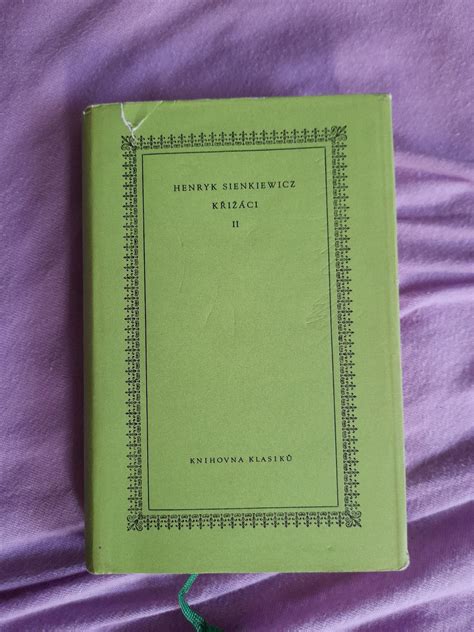 HENRYK SIENKIEWICZ
KŘIŽÁCI
II
KNIHOVNA KLASIKŮ